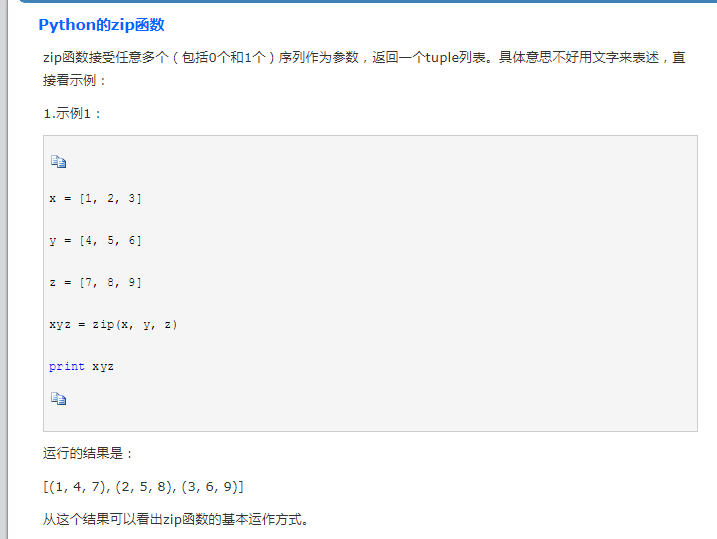 Python的zip函数
zip函数接受任意多个（包括0个和1个）序列作为参数，返回一个tuple列表。具体意思不好用文字来表述，直
接看示例：
1.示例1：
x = [1, 2, 3]
y = [4, 5, 6]
z = [7, 8, 9]
xyz = zip(x, y, z)
print xyz
运行的结果是：
[(1, 4, 7), (2, 5, 8), (3, 6, 9)]
从这个结果可以看出zip函数的基本运作方式。